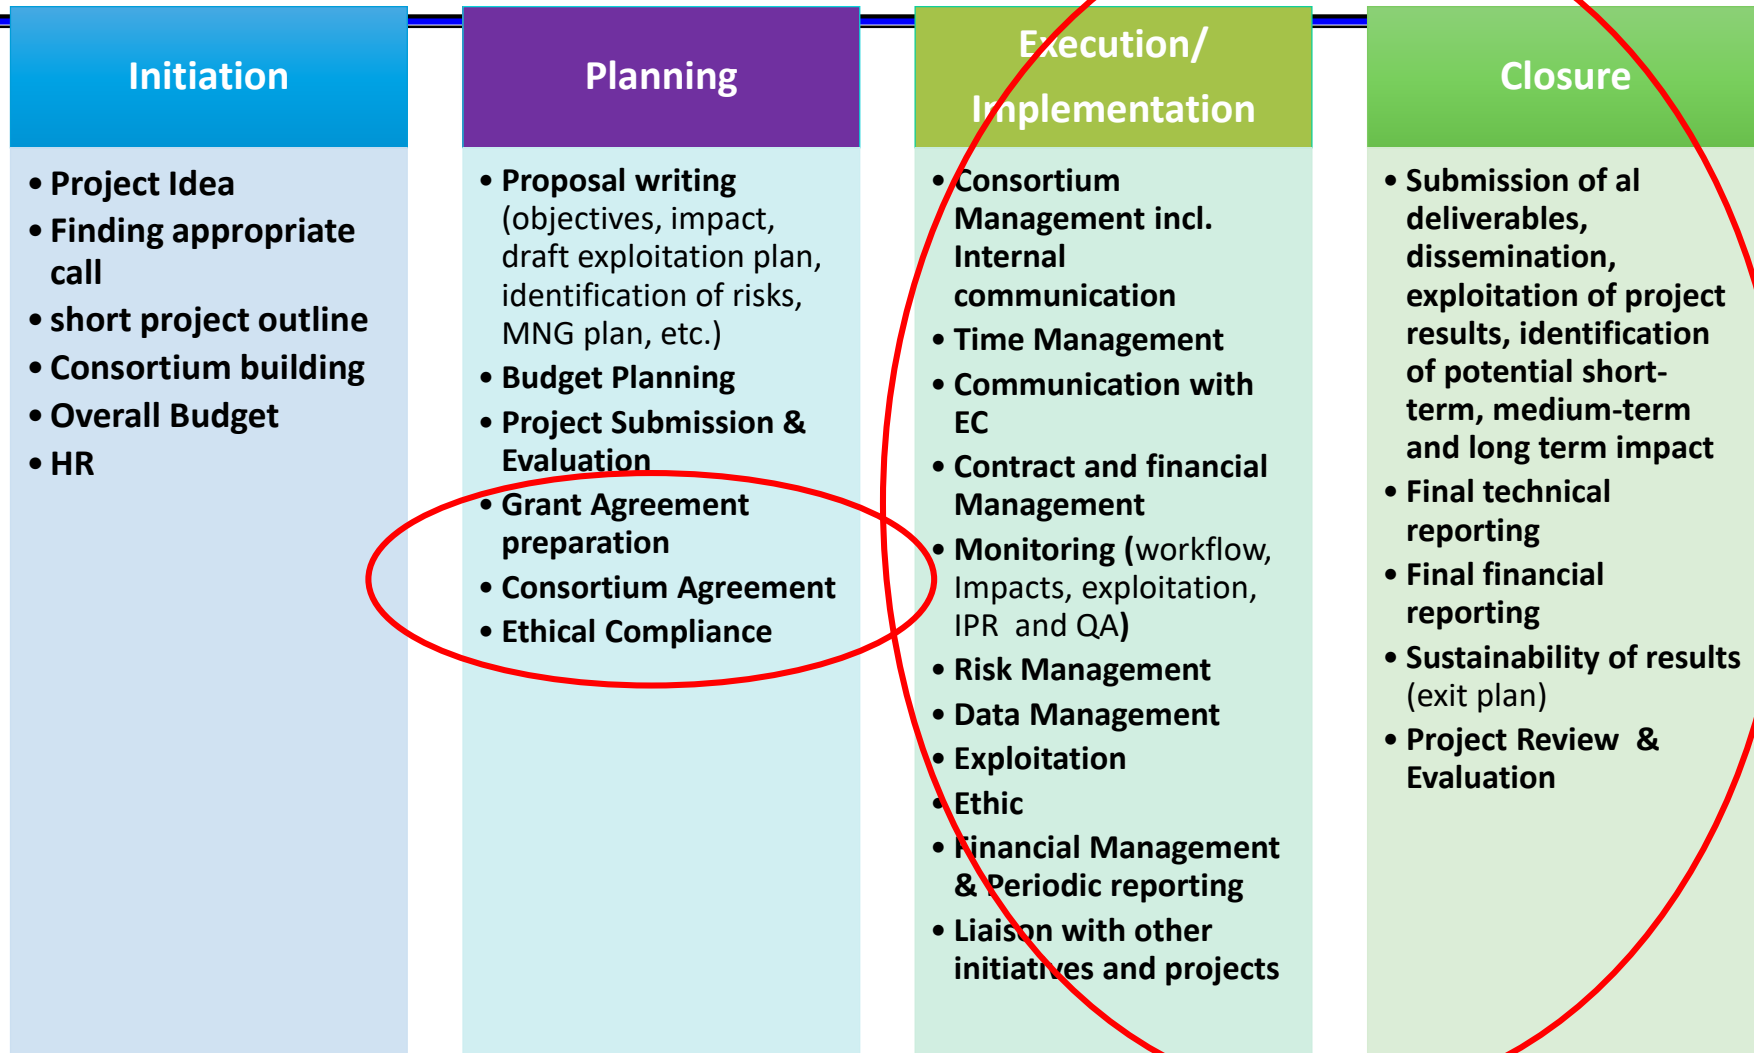 Initiation
• Project Idea
• Finding appropriate
call
• short project outline
• Consortium building
• Overall Budget
• HR
Planning
• Proposal writing
(objectives, impact,
draft exploitation plan,
identification of risks,
MNG plan, etc.)
• Budget Planning
• Project Submission &
Evaluation
• Grant Agreement
preparation
• Consortium Agreement
• Ethical Compliance
Execution/
Implementation
• Consortium
Management incl.
Internal
communication
• Time Management
• Communication with
EC
• Contract and financial
Management
• Monitoring (workflow,
Impacts, exploitation,
IPR and QA)
• Risk Management
• Data Management
• Exploitation
• Ethic
• Financial Management
& Periodic reporting
• Liaison with other
initiatives and projects
Closure
• Submission of al
deliverables,
dissemination,
exploitation of project
results, identification
of potential short-
term, medium-term
and long term impact
• Final technical
reporting
• Final financial
reporting
• Sustainability of results
(exit plan)
• Project Review &
Evaluation